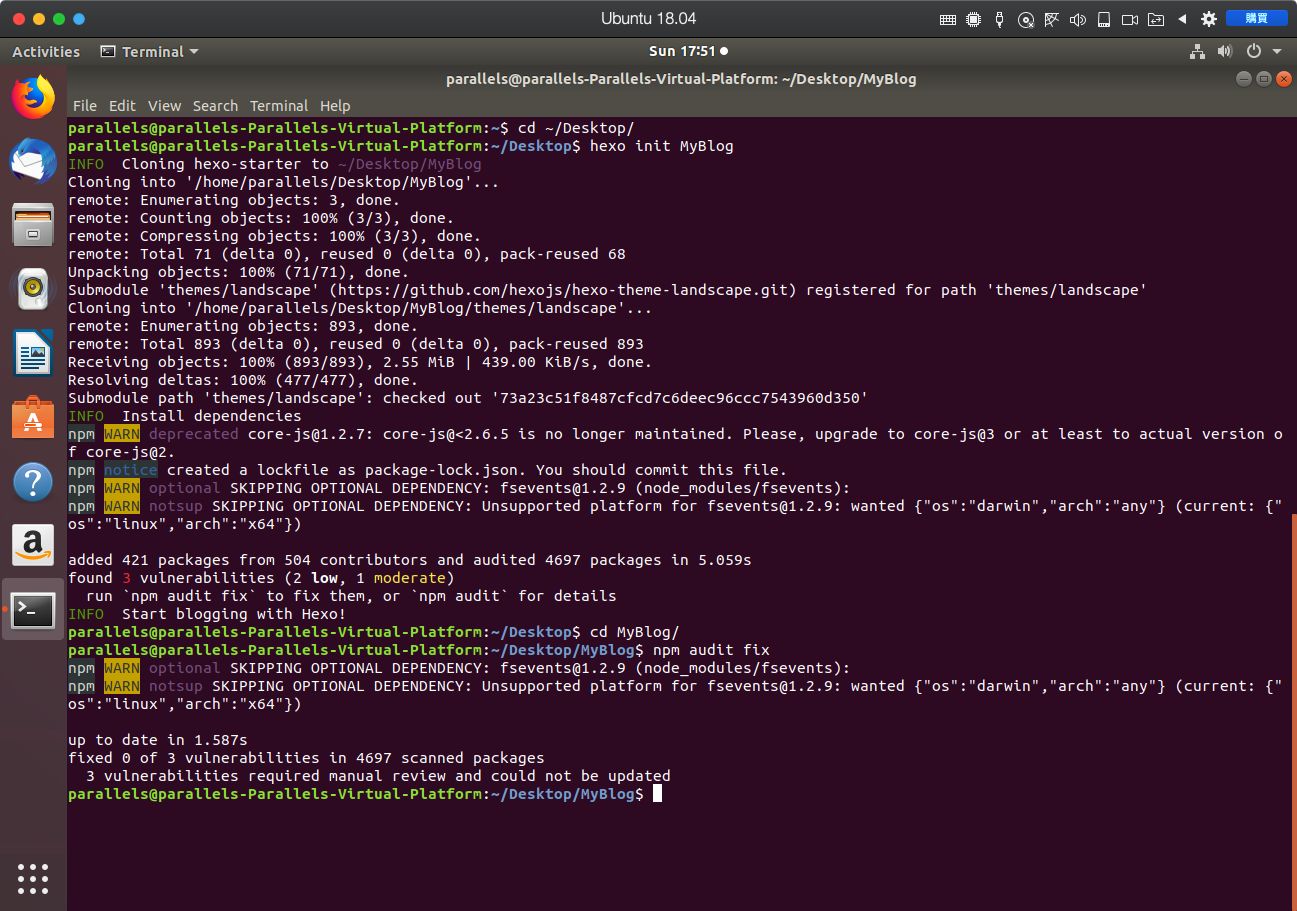 Ubuntu 18.04
購買
Activities Terminal Sun 17:51
parallels@parallels-Parallels-Virtual-Platform: ~/Desktop/MyBlog
File Edit View Search Terminal Help
parallels@parallels-Parallels-Virtual-Platform:~$ cd ~/Desktop/
parallels@parallels-Parallels-Virtual-Platform:~/Desktop$ hexo init MyBlog
INFO  Cloning hexo-starter to ~/Desktop/MyBlog
Cloning into '/home/parallels/Desktop/MyBlog'...
remote: Enumerating objects: 3, done.
remote: Counting objects: 100% (3/3), done.
remote: Compressing objects: 100% (3/3), done.
remote: Total 71 (delta 0), reused 0 (delta 0), pack-reused 68
Unpacking objects: 100% (71/71), done.
Submodule 'themes/landscape' (https://github.com/hexojs/hexo-theme-landscape.git) registered for path 'themes/landscape'
Cloning into '/home/parallels/Desktop/MyBlog/themes/landscape'...
remote: Enumerating objects: 893, done.
remote: Total 893 (delta 0), reused 0 (delta 0), pack-reused 893
Receiving objects: 100% (893/893), 2.55 MiB | 439.00 KiB/s, done.
Resolving deltas: 100% (477/477), done.
Submodule path 'themes/landscape': checked out '73a23c51f8487cfcd7c6deec96ccc7543960d350'
INFO  Install dependencies
npm WARN deprecated core-js@1.2.7: core-js@<2.6.5 is no longer maintained. Please, upgrade to core-js@3 or at least to actual version o
f core-js@2.
npm notice created a lockfile as package-lock.json. You should commit this file.
npm WARN optional SKIPPING OPTIONAL DEPENDENCY: fsevents@1.2.9 (node_modules/fsevents):
npm WARN notsup SKIPPING OPTIONAL DEPENDENCY: Unsupported platform for fsevents@1.2.9: wanted {"os":"darwin","arch":"any"} (current: {"
os":"linux","arch":"x64"})
added 421 packages from 504 contributors and audited 4697 packages in 5.059s
found 3 vulnerabilities (2 low, 1 moderate)
  run `npm audit fix` to fix them, or `npm audit` for details
INFO  Start blogging with Hexo!
parallels@parallels-Parallels-Virtual-Platform:~/Desktop$ cd MyBlog/
parallels@parallels-Parallels-Virtual-Platform:~/Desktop/MyBlog$ npm audit fix
npm WARN optional SKIPPING OPTIONAL DEPENDENCY: fsevents@1.2.9 (node_modules/fsevents):
npm WARN notsup SKIPPING OPTIONAL DEPENDENCY: Unsupported platform for fsevents@1.2.9: wanted {"os":"darwin","arch":"any"} (current: {"
os":"linux","arch":"x64"})
up to date in 1.587s
fixed 0 of 3 vulnerabilities in 4697 scanned packages
  3 vulnerabilities required manual review and could not be updated
parallels@parallels-Parallels-Virtual-Platform:~/Desktop/MyBlog$